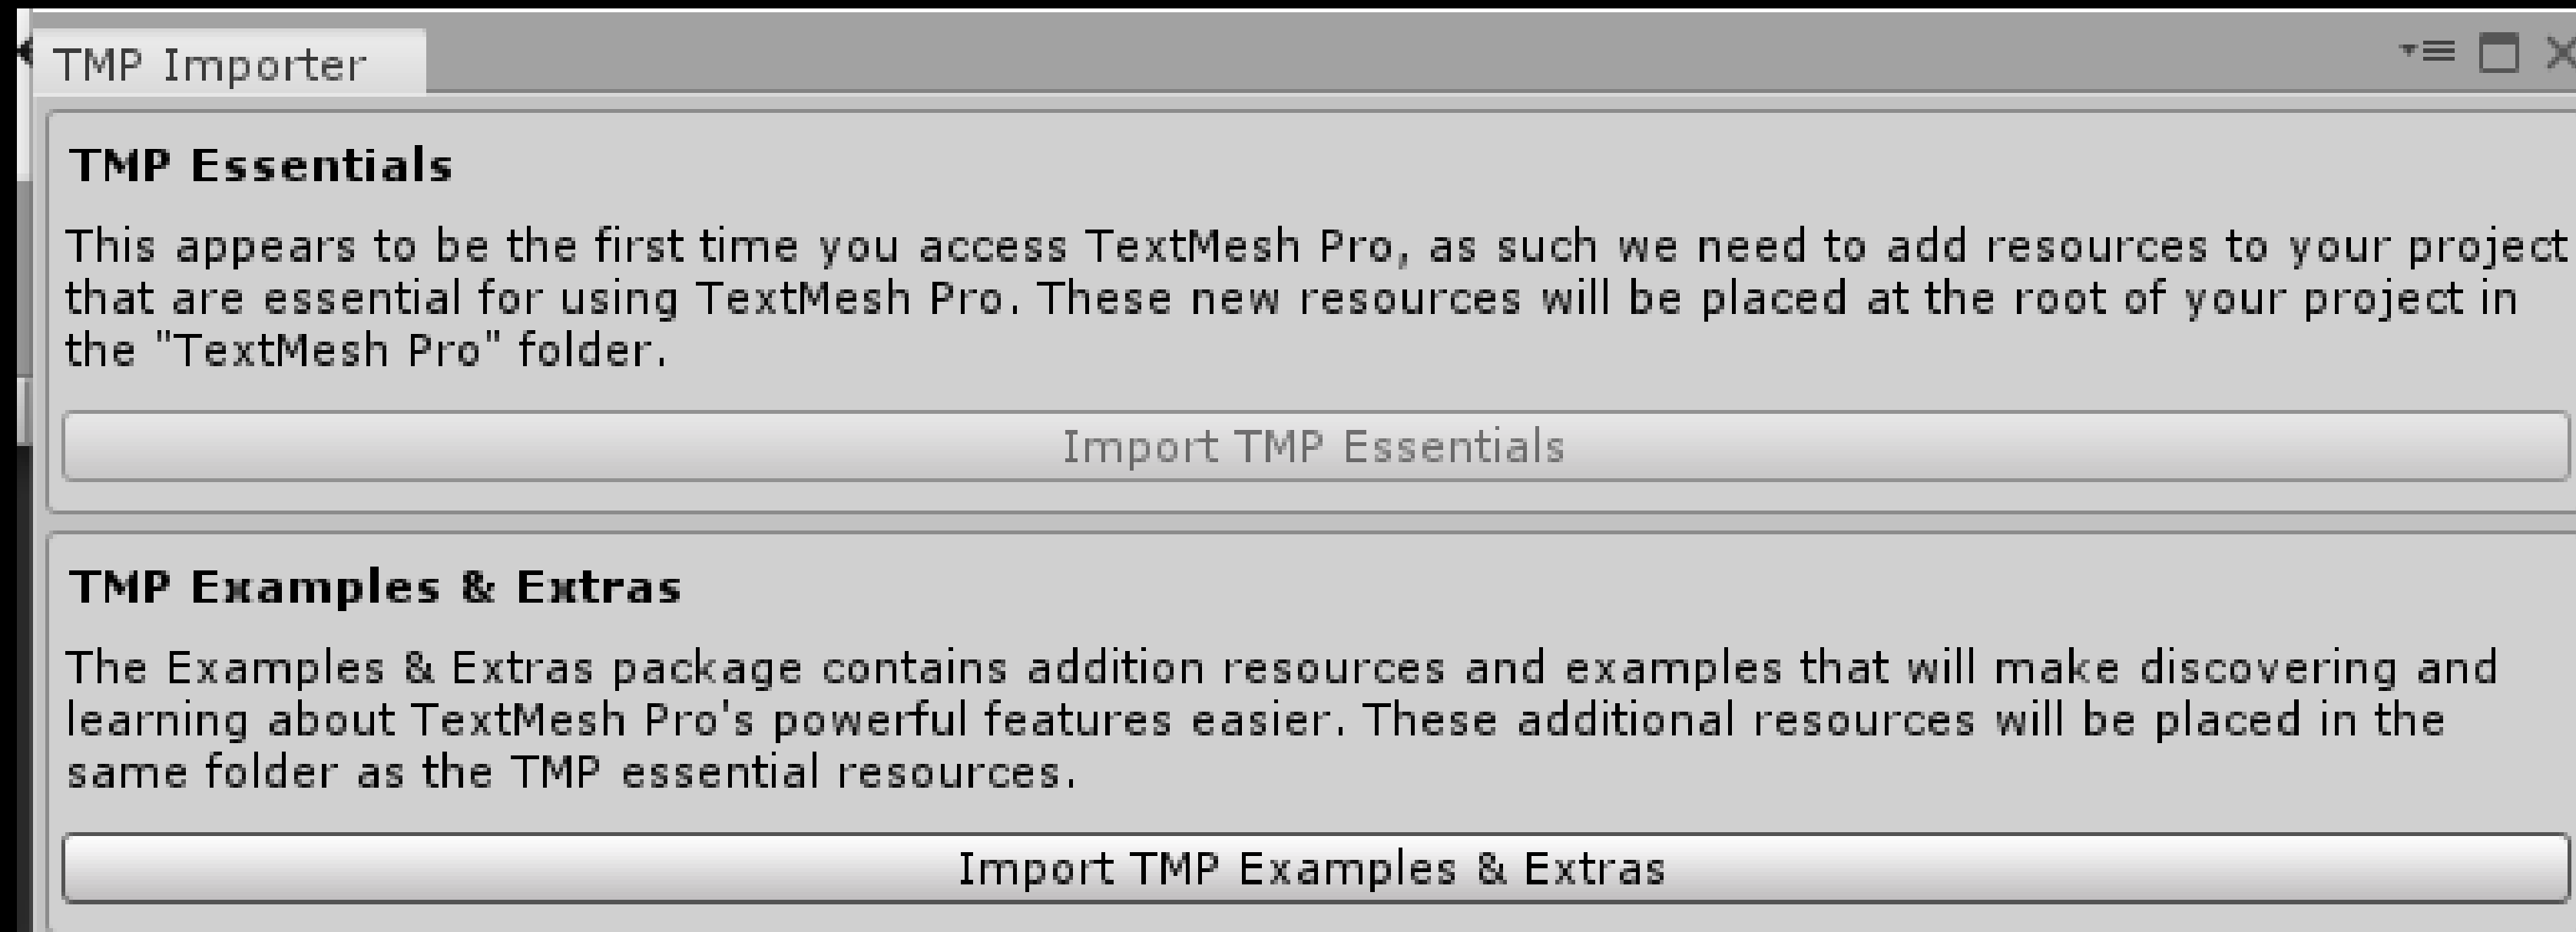 TMP Importer
TMP Essentials
This appears to be the first time you access TextMesh Pro, as such we need to add resources to your project
that are essential for using TextMesh Pro. These new resources will be placed at the root of your project in
the "TextMesh Pro" folder.
Import TMP Essentials
TMP Examples & Extras
The Examples & Extras package contains addition resources and examples that will make discovering and
learning about TextMesh Pro's powerful features easier. These additional resources will be placed in the
same folder as the TMP essential resources.
Import TMP Examples & Extras